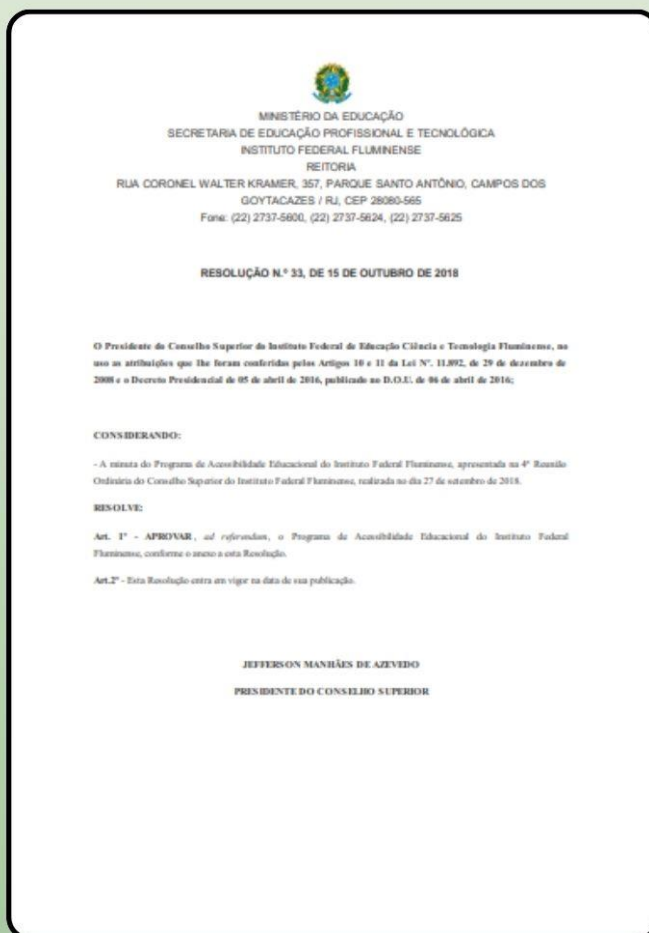 MINISTÉRIO DA EDUCAÇÃO
SECRETARIA DE EDUCAÇÃO PROFISSIONAL E TECNOLÓGICA
INSTITUTO FEDERAL FLUMINENSE
REITORIA
RUA CORONEL WALTER KRAMER, 357, PARQUE SANTO ANTÔNIO, CAMPOS DOS
GOYTACAZES / RJ, CEP 28080-565
Fone: (22) 2737-5600, (22) 2737-5624, (22) 2737-5625
RESOLUÇÃO N.º 33, DE 15 DE OUTUBRO DE 2018
O Presidente do Conselho Superior do Instituto Federal de Educação Ciência e Tecnologia Fluminense, no
uso as atribuições que lhe foram conferidas pelos Artigos 10 e 11 da Lei Nº. 11.892, de 29 de dezembro de
2008 e o Decreto Presidencial de 05 de abril de 2016, publicado no D.O.U. de 06 de abril de 2016;
CONSIDERANDO:
- A minuta do Programa de Acessibilidade Educacional do Instituto Federal Fluminense, apresentada na 4ª Reunião
Ordinária do Conselho Superior do Instituto Federal Fluminense, realizada no dia 27 de setembro de 2018.
RESOLVE:
Art. 1º - APROVAR, ad referendum, o Programa de Acessibilidade Educacional do Instituto Federal
Fluminense, conforme o anexo a esta Resolução.
Art.2º - Esta Resolução entra em vigor na data de sua publicação.
JEFFERSON MANHÃES DE AZEVEDO
PRESIDENTE DO CONSELHO SUPERIOR